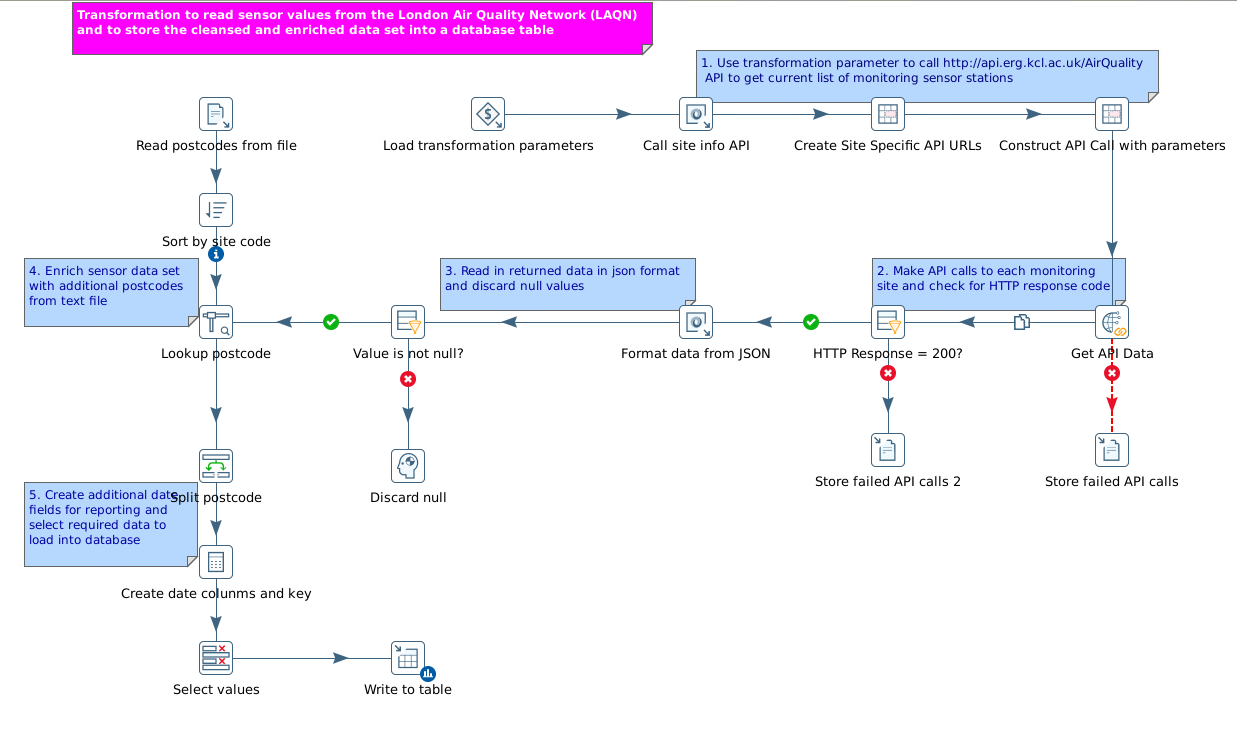 Transformation to read sensor values from the London Air Quality Network (LAQN)
and to store the cleansed and enriched data set into a database table
1. Use transformation parameter to call http://api.erg.kcl.ac.uk/AirQuality
API to get current list of monitoring sensor stations
Read postcodes from file
Load transformation parameters
Call site info API
Create Site Specific API URLs
Construct API Call with parameters
Sort by site code
4. Enrich sensor data set
with additional postcodes
from text file
3. Read in returned data in json format
and discard null values
2. Make API calls to each monitoring
site and check for HTTP response code
Lookup postcode
Value is not null?
Format data from JSON
HTTP Response = 200?
Get API Data
Store failed API calls 2
Store failed API calls
Split postcode
Discard null
5. Create additional date
fields for reporting and
select required data to
load into database
Create date colunms and key
Select values
Write to table